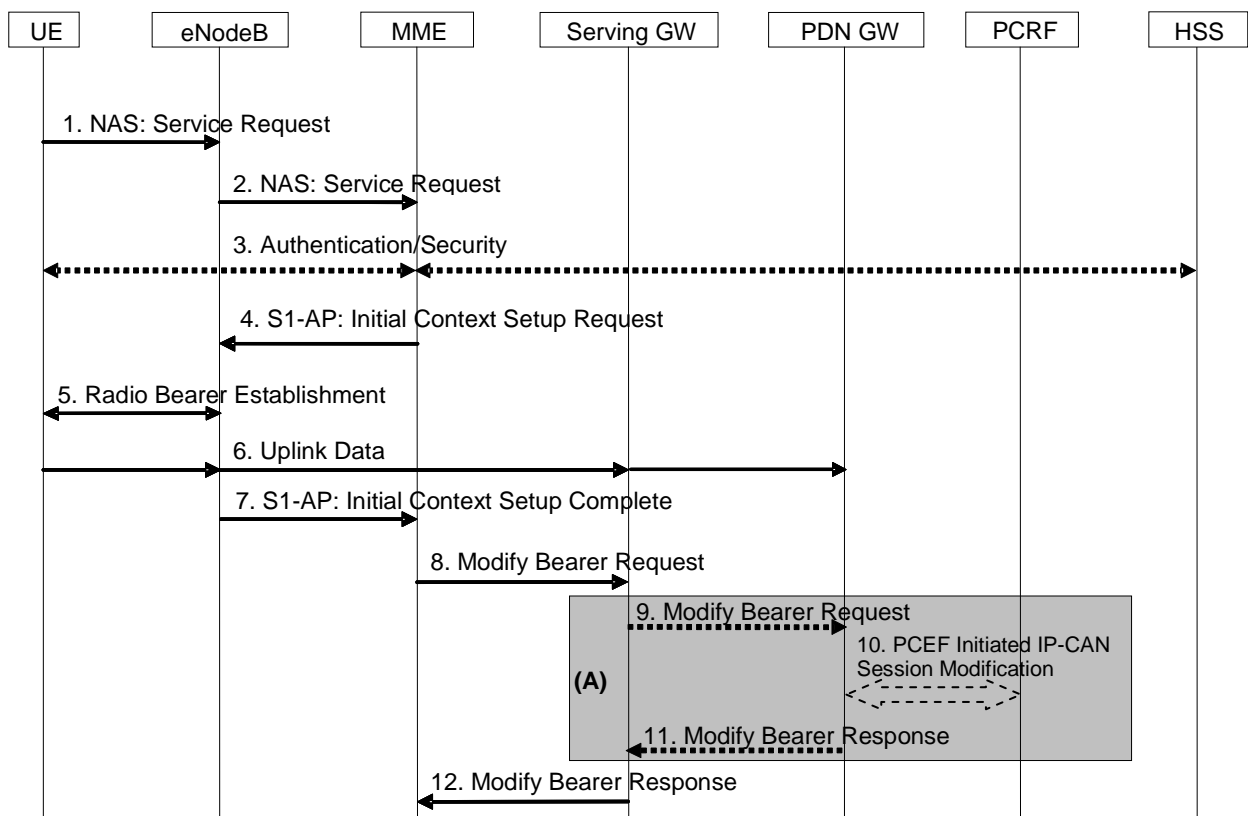 UE
eNodeB
MME
Serving GW
PDN GW
PCRF
HSS
1. NAS: Service Request
2. NAS: Service Request
3. Authentication/Security
4. S1-AP: Initial Context Setup Request
5. Radio Bearer Establishment
6. Uplink Data
7. S1-AP: Initial Context Setup Complete
8. Modify Bearer Request
9. Modify Bearer Request
10. PCEF Initiated IP-CAN
Session Modification
(A)
11. Modify Bearer Response
12. Modify Bearer Response